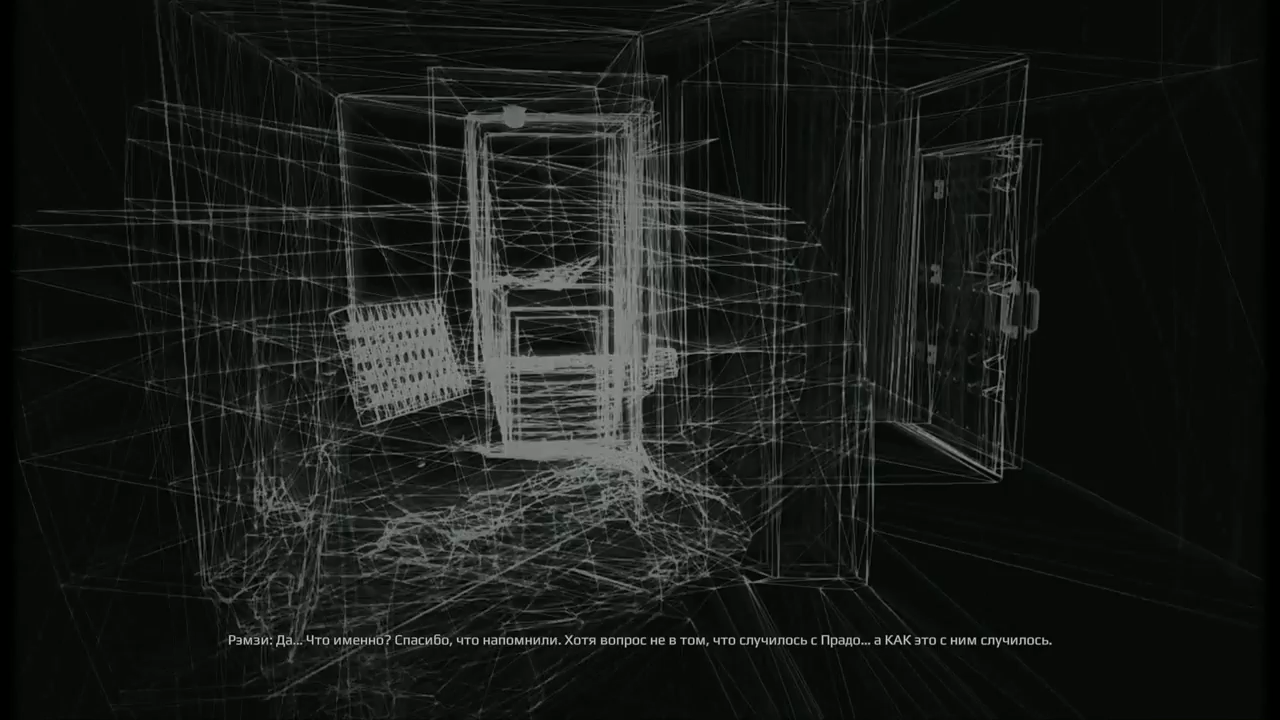 Рэмзи: Да... Что именно? Спасибо, что напомнили. Хотя вопрос не в том, что случилось с Прадо... а КАК это с ним случилось.